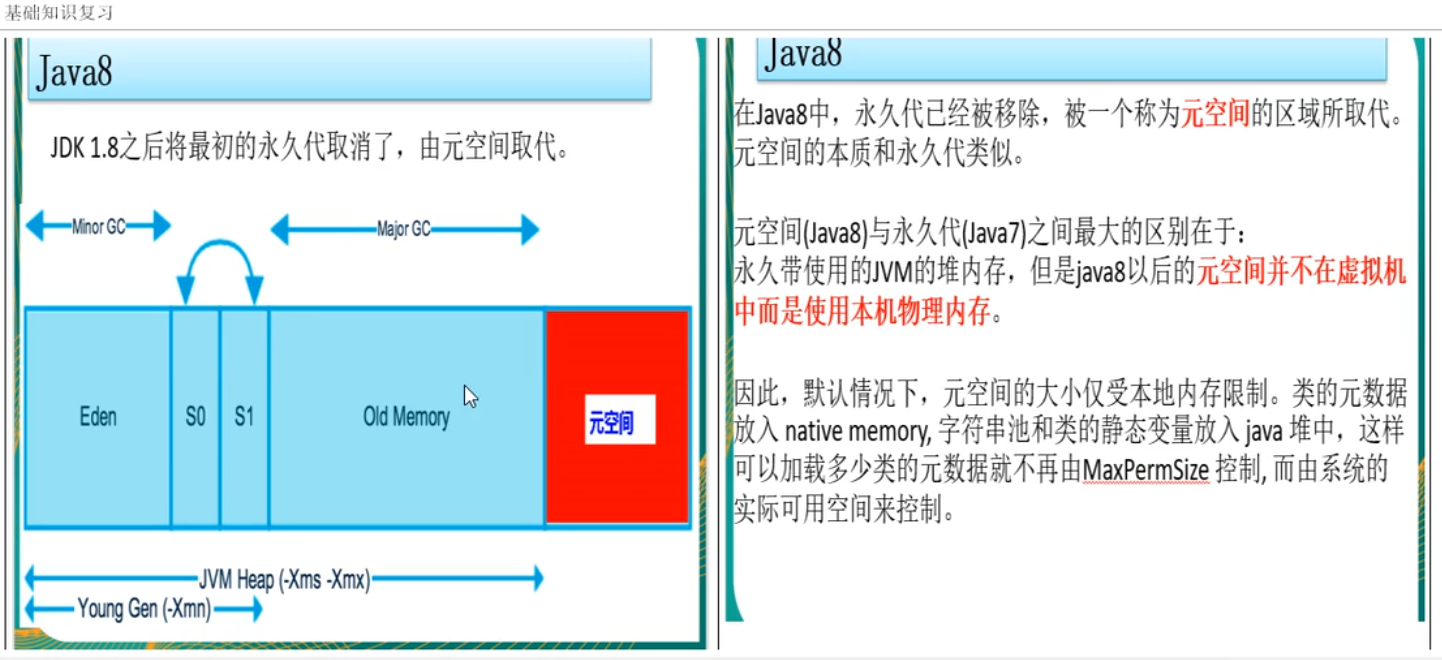 基础知识复习
Java8
JDK 1.8之后将最初的永久代取消了，由元空间取代。
Minor GC
Major GC
Eden
S0
S1
Old Memory
元空间
JVM Heap (-Xms -Xmx)
Young Gen (-Xmn)
Java8
在Java8中，永久代已经被移除，被一个称为元空间的区域所取代。
元空间的本质和永久代类似。
元空间(Java8)与永久代(Java7)之间最大的区别在于：
永久带使用的JVM的堆内存，但是java8以后的元空间并不在虚拟机
中而是使用本机物理内存。
因此，默认情况下，元空间的大小仅受本地内存限制。类的元数据
放入 native memory, 字符串池和类的静态变量放入 java 堆中，这样
可以加载多少类的元数据就不再由MaxPermSize 控制, 而由系统的
实际可用空间来控制。